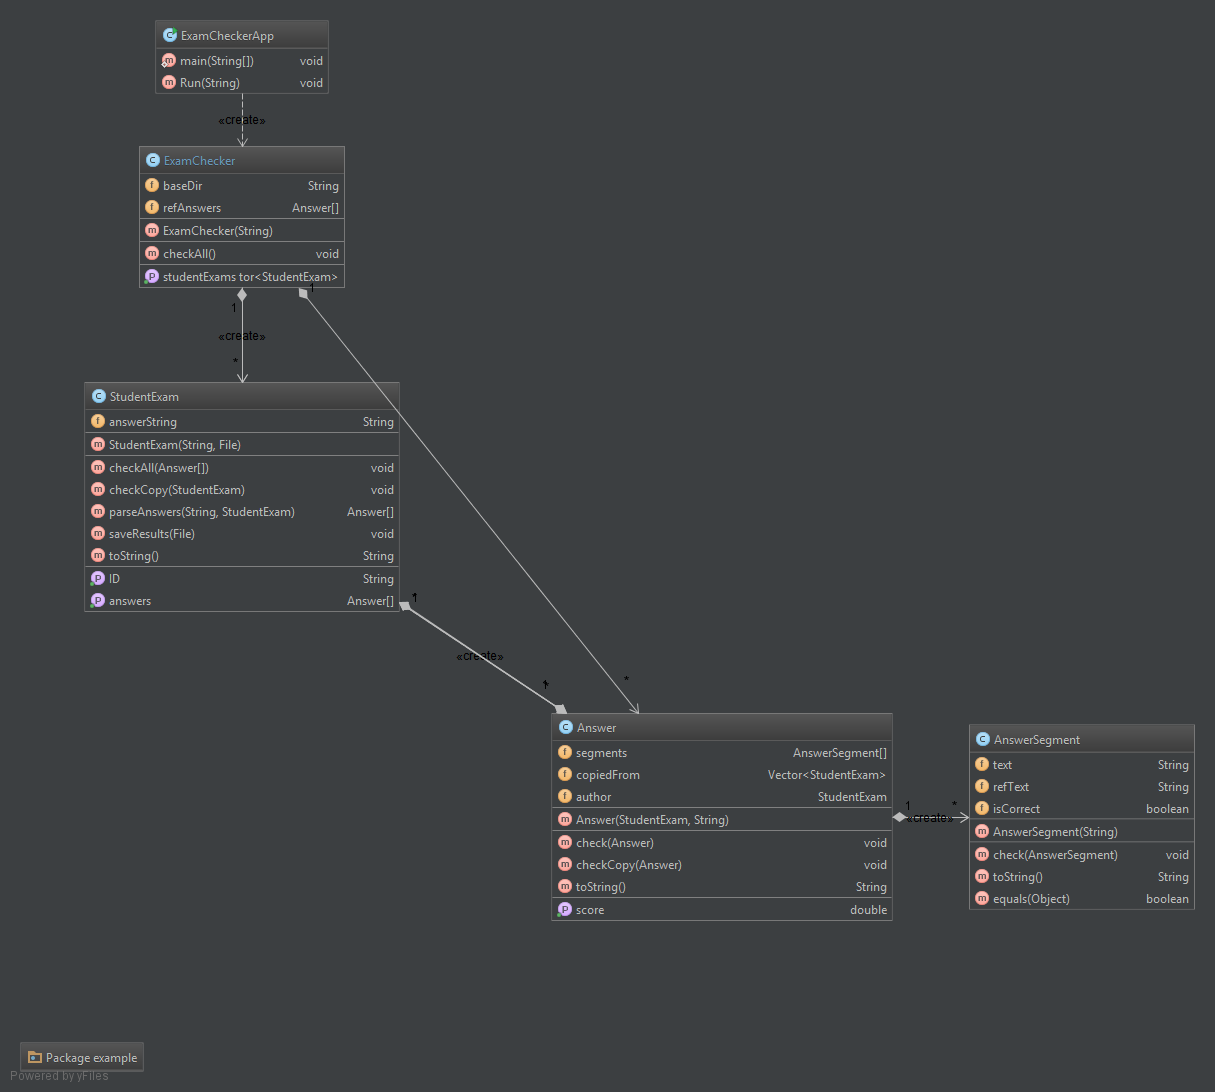 ExamCheckerApp
main(String[]) void
Run(String) void
«create»
ExamChecker
baseDir String
refAnswers Answer[]
ExamChecker(String)
checkAll() void
studentExams tor<StudentExam>
1
1
«create»
*
StudentExam
answerString String
StudentExam(String, File)
checkAll(Answer[]) void
checkCopy(StudentExam) void
parseAnswers(String, StudentExam) Answer[]
saveResults(File) void
toString() String
ID String
answers Answer[]
1
«create»
*
Answer
segments AnswerSegment[]
copiedFrom Vector<StudentExam>
author StudentExam
Answer(StudentExam, String)
check(Answer) void
checkCopy(Answer) void
toString() String
score double
1 *
«create»
AnswerSegment
text String
refText String
isCorrect boolean
AnswerSegment(String)
check(AnswerSegment) void
toString() String
equals(Object) boolean
Package example
Powered by yFiles